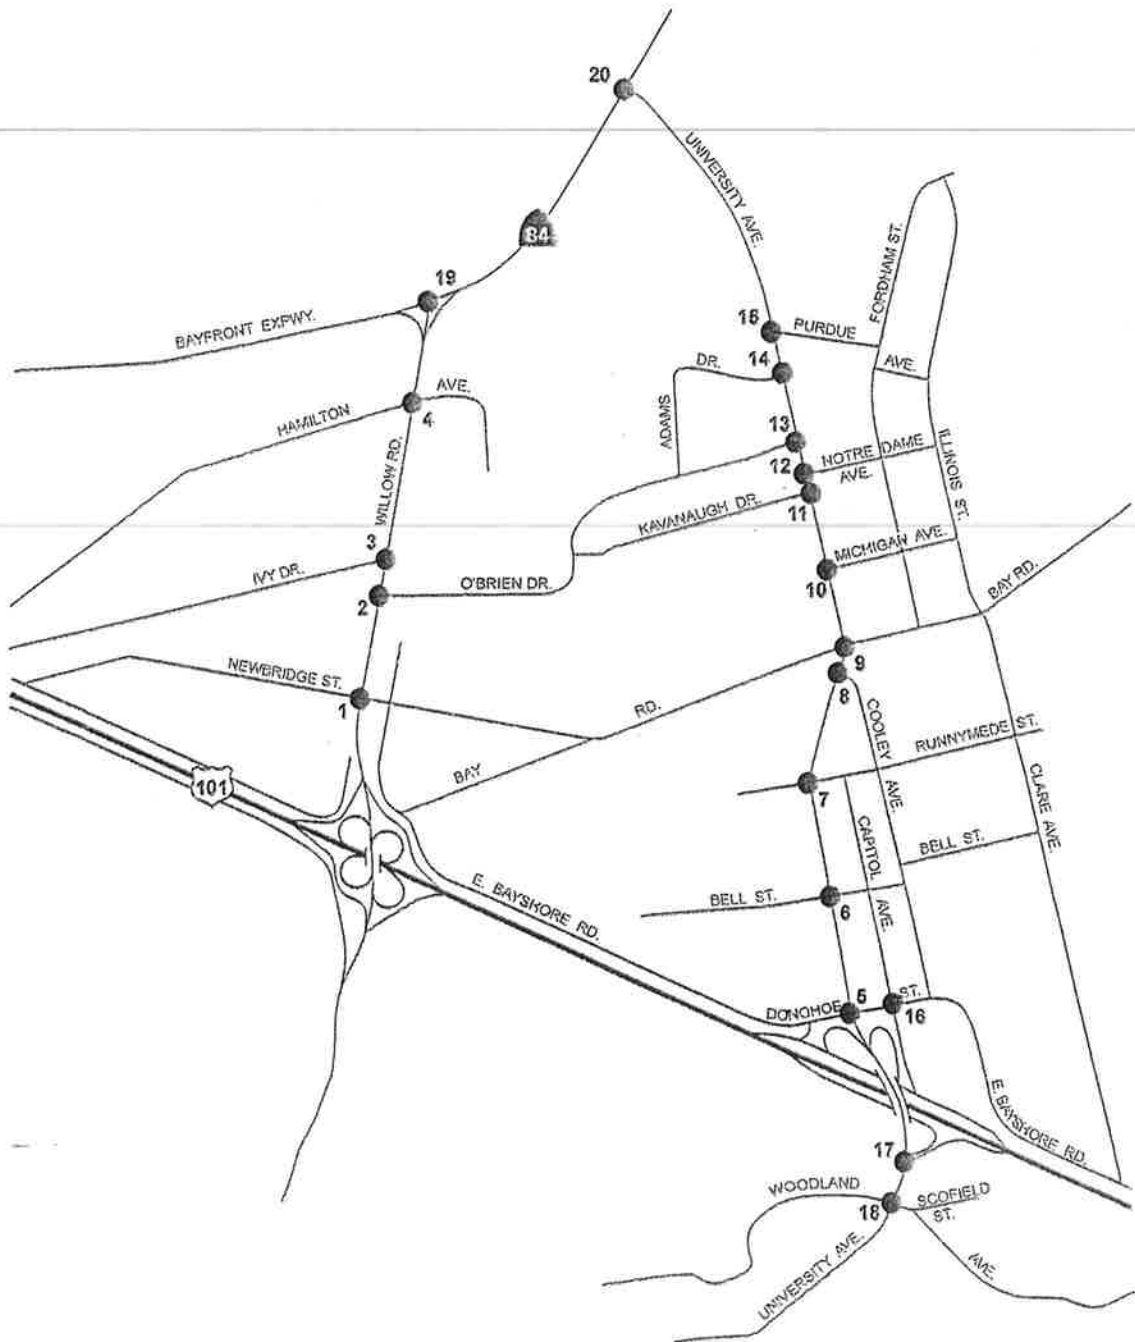 20
UNIVERSITY AVE.
84
19
FORDHAM ST.
BAYFRONT EXPWY.
15
PURDUE
14
DR.
AVE.
AVE.
4
HAMILTON
ADAMS
13
12
NOTRE DAME
AVE.
ILLINOIS ST.
WILLOW RD.
11
KAVANAUGH DR.
3
MICHIGAN AVE.
IVY DR.
O'BRIEN DR.
10
2
BAY RD.
9
NEWBRIDGE ST.
8
1
RD.
COOLEY
RUNNYMEDE ST.
BAY
101
7
AVE.
CLARE AVE.
CAPITOL
BELL ST.
E. BAYSHORE RD.
BELL ST.
6
AVE.
5
DONOHOE
ST.
16
E. BAYSHORE RD.
17
WOODLAND
18
SCOFIELD
ST.
UNIVERSITY AVE.
AVE.